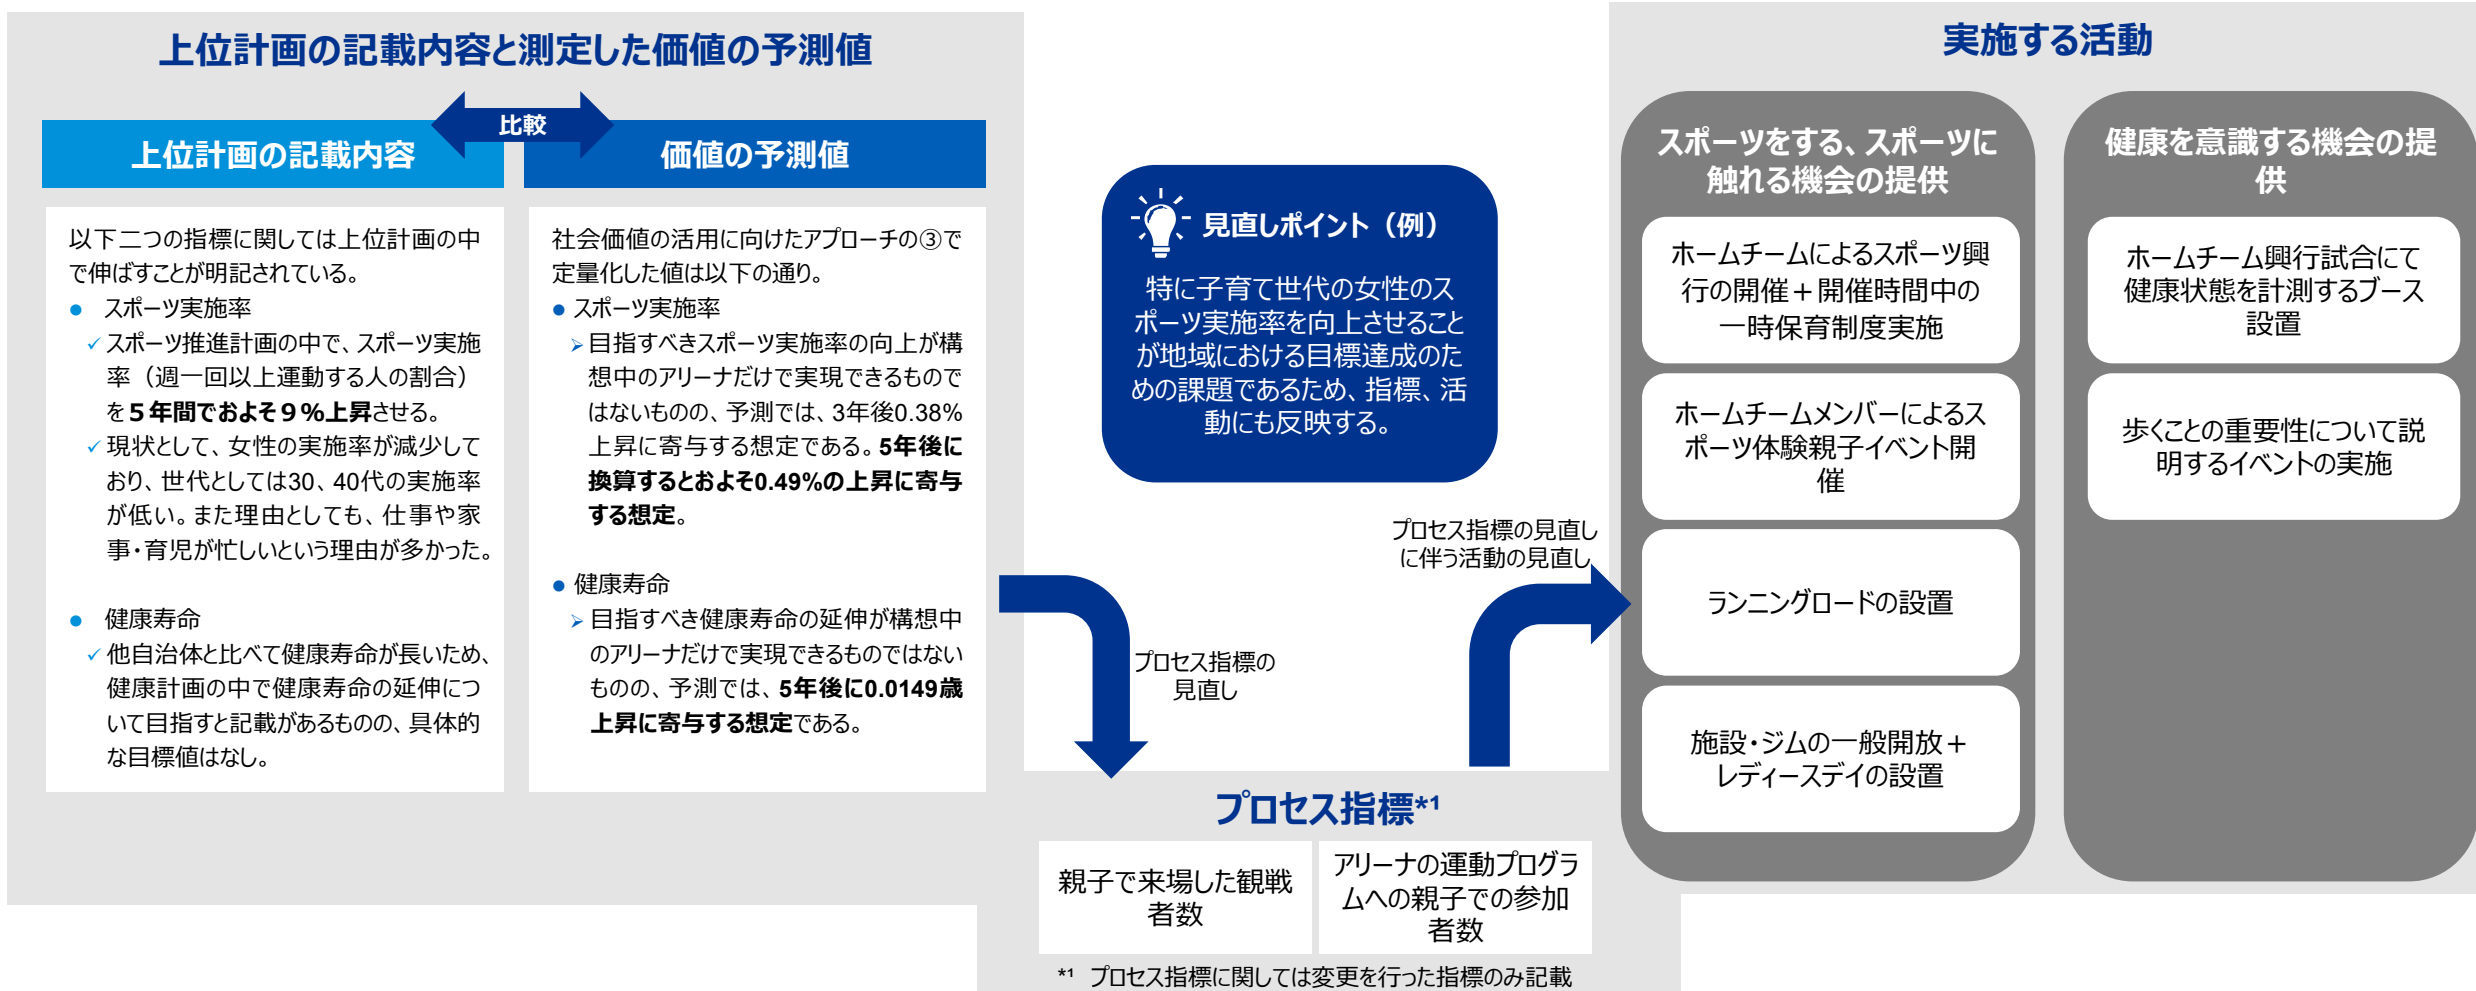 上位計画の記載内容と測定した価値の予測値
比較
上位計画の記載内容
価値の予測値
以下二つの指標に関しては上位計画の中
で伸ばすことが明記されている。
● スポーツ実施率
✓ スポーツ推進計画の中で、スポーツ実施
率（週一回以上運動する人の割合）
を５年間でおよそ９％上昇させる。
✓ 現状として、女性の実施率が減少して
おり、世代としては30、40代の実施率
が低い。また理由としても、仕事や家
事・育児が忙しいという理由が多かった。
● 健康寿命
✓ 他自治体と比べて健康寿命が長いため、
健康計画の中で健康寿命の延伸につ
いて目指すと記載があるものの、具体的
な目標値はなし。
社会価値の活用に向けたアプローチの③で
定量化した値は以下の通り。
● スポーツ実施率
➢ 目指すべきスポーツ実施率の向上が構
想中のアリーナだけで実現できるもので
はないものの、予測では、3年後0.38%
上昇に寄与する想定である。5年後に
換算するとおよそ0.49%の上昇に寄与
する想定。
● 健康寿命
➢ 目指すべき健康寿命の延伸が構想中
のアリーナだけで実現できるものではない
ものの、予測では、5年後に0.0149歳
上昇に寄与する想定である。
見直しポイント（例）
特に子育て世代の女性のス
ポーツ実施率を向上させること
が地域における目標達成のた
めの課題であるため、指標、活
動にも反映する。
プロセス指標の
見直し
プロセス指標の見直し
に伴う活動の見直し
プロセス指標*1
親子で来場した観戦
者数
アリーナの運動プログラ
ムへの親子での参加
者数
*1 プロセス指標に関しては変更を行った指標のみ記載
実施する活動
スポーツをする、スポーツに
触れる機会の提供
ホームチームによるスポーツ興
行の開催＋開催時間中の
一時保育制度実施
ホームチームメンバーによるス
ポーツ体験親子イベント開
催
ランニングロードの設置
施設・ジムの一般開放＋
レディースデイの設置
健康を意識する機会の提
供
ホームチーム興行試合にて
健康状態を計測するブース
設置
歩くことの重要性について説
明するイベントの実施